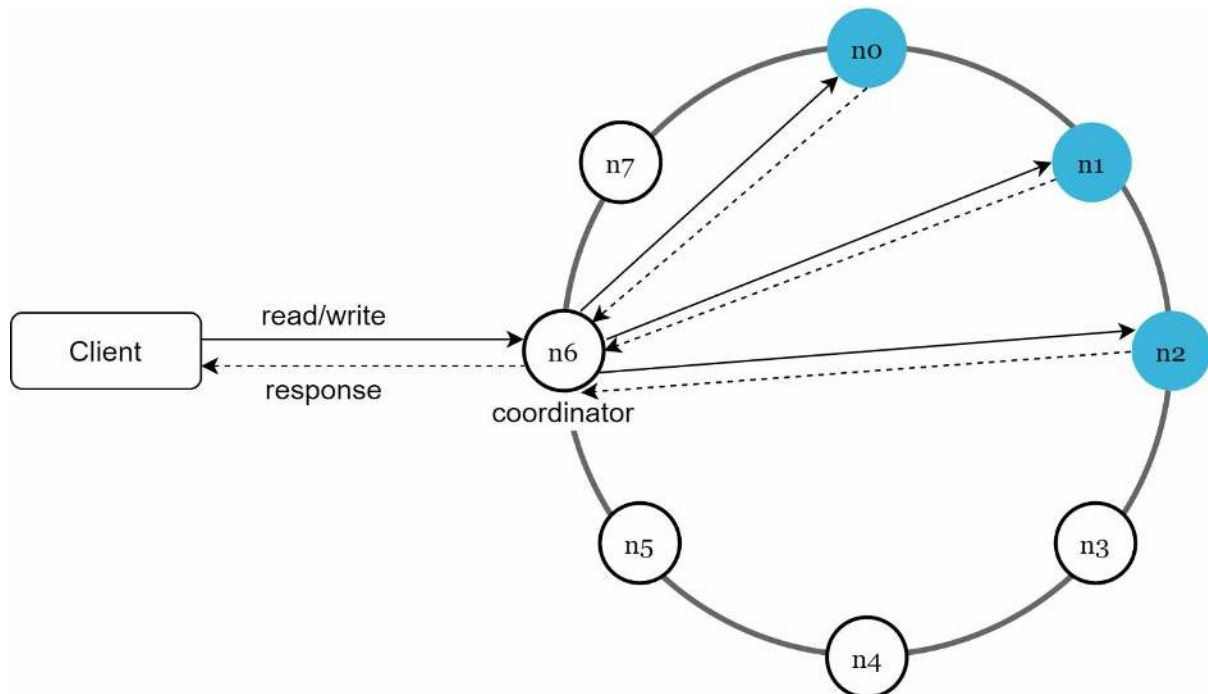 n0
n7
n1
read/write
Client
n6
n2
response
coordinator
n5
n3
n4